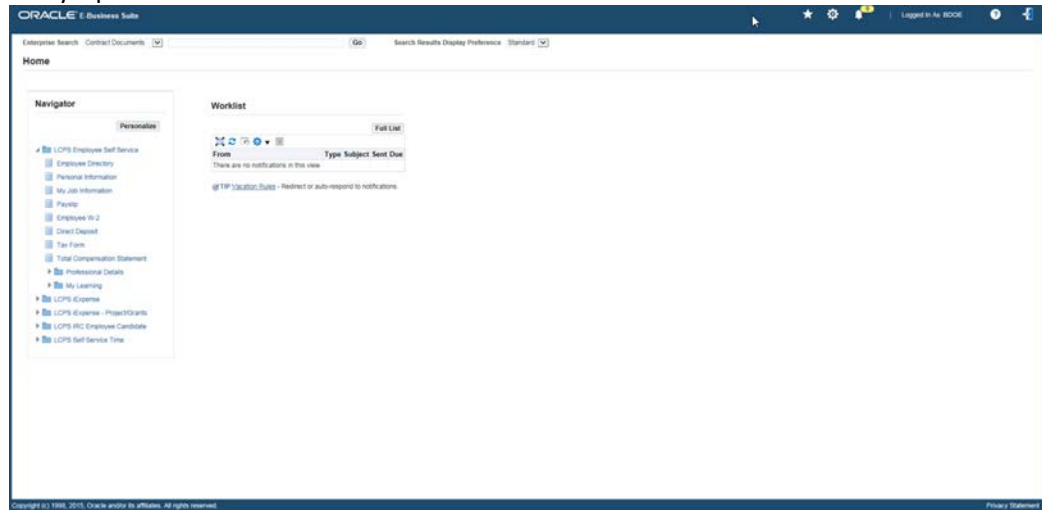 ORACLE E-Business Suite
Logged In As BDOE
Enterprise Search Contract Documents Go Search Results Display Preference Standard
Home
Navigator
Personalize
LCPS Employee Self Service
Employee Directory
Personal Information
My Job Information
Payslip
Employee W-2
Direct Deposit
Tax Form
Total Compensation Statement
Professional Details
My Learning
LCPS iExpense
LCPS iExpense - Project/Grants
LCPS IRC Employee Candidate
LCPS Self Service Time
Worklist
Full List
From Type Subject Sent Due
There are no notifications in this view
TIP Vacation Rules - Redirect or auto-respond to notifications.
Copyright (c) 1998, 2015, Oracle and/or its affiliates. All rights reserved.
Privacy Statement